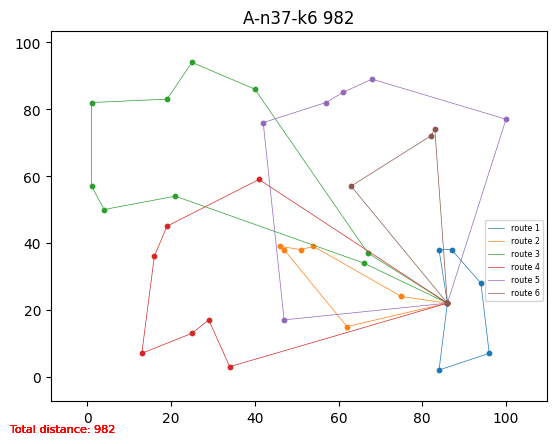 A-n37-k6 982
100
80
60
40
20
0
route 1
route 2
route 3
route 4
route 5
route 6
0 20 40 60 80 100
Total distance: 982